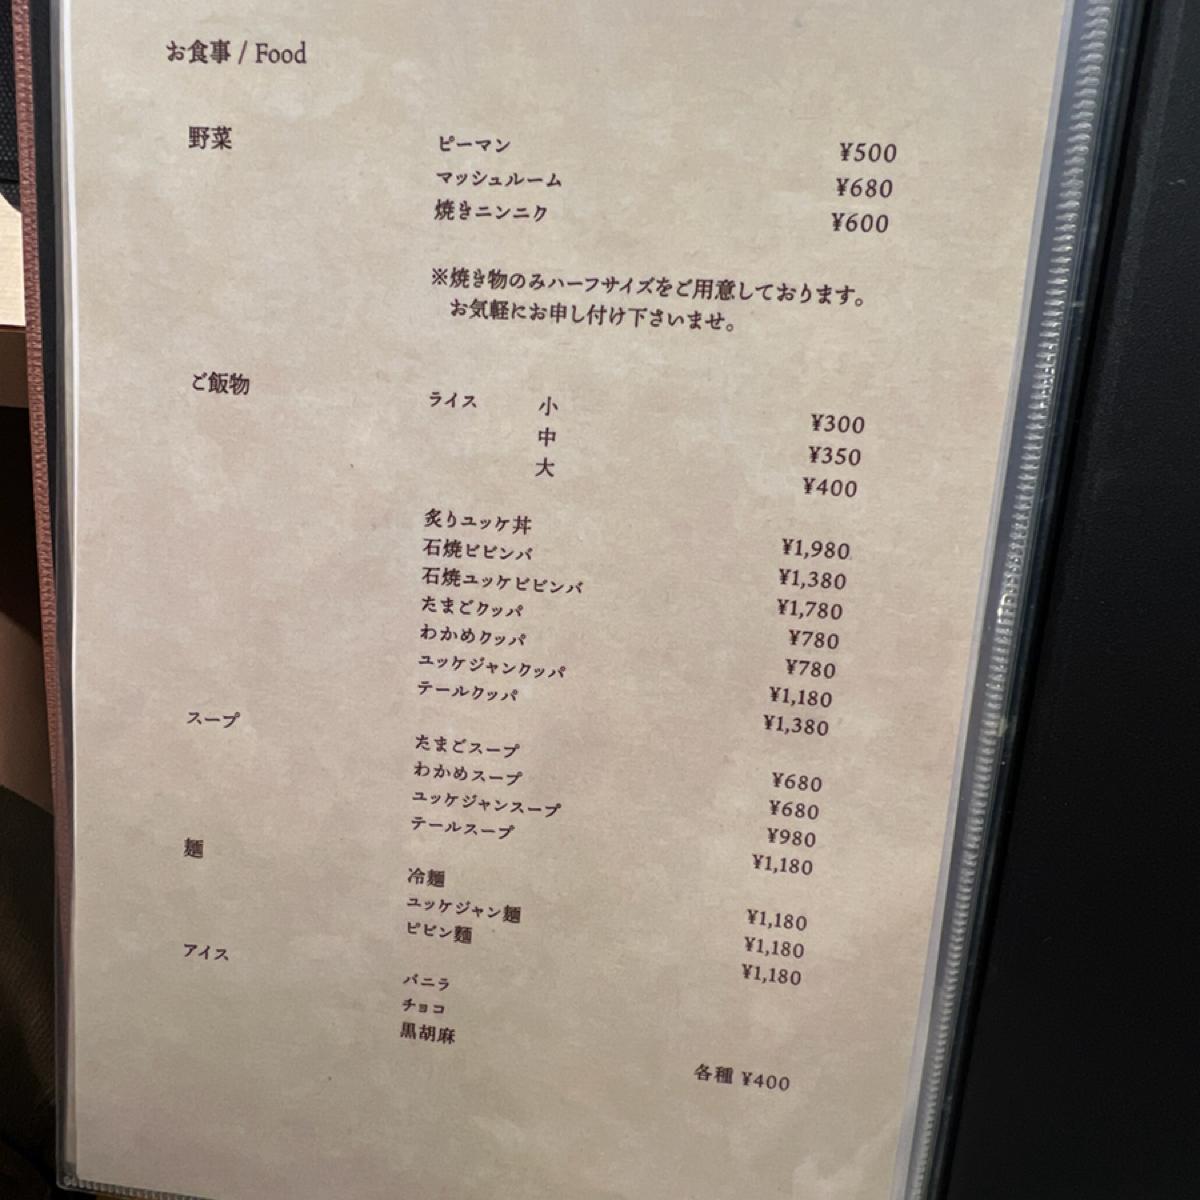 お食事 / Food
野菜
ピーマン ¥500
マッシュルーム ¥680
焼きニンニク ¥600
※焼き物のみハーフサイズをご用意しております。
お気軽にお申し付け下さいませ。
ご飯物
ライス 小 ¥300
中 ¥350
大 ¥400
炙りユッケ丼 ¥1,980
石焼ビビンバ ¥1,380
石焼ユッケビビンバ ¥1,780
たまごクッパ ¥780
わかめクッパ ¥780
ユッケジャンクッパ ¥1,180
テールクッパ ¥1,380
スープ
たまごスープ ¥680
わかめスープ ¥680
ユッケジャンスープ ¥980
テールスープ ¥1,180
麺
冷麺 ¥1,180
ユッケジャン麺 ¥1,180
ピビン麺 ¥1,180
アイス
バニラ
チョコ
黒胡麻
各種 ¥400